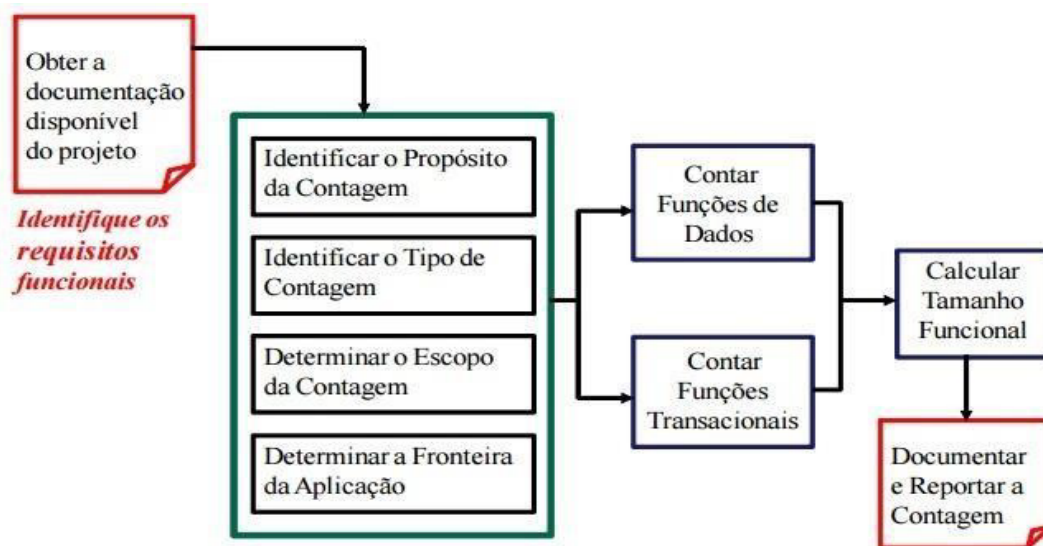 Obter a
documentação
disponível
do projeto
Identifique os
requisitos
funcionais
Identificar o Propósito
da Contagem
Identificar o Tipo de
Contagem
Determinar o Escopo
da Contagem
Determinar a Fronteira
da Aplicação
Contar
Funções de
Dados
Contar
Funções
Transacionais
Calcular
Tamanho
Funcional
Documentar
e Reportar a
Contagem